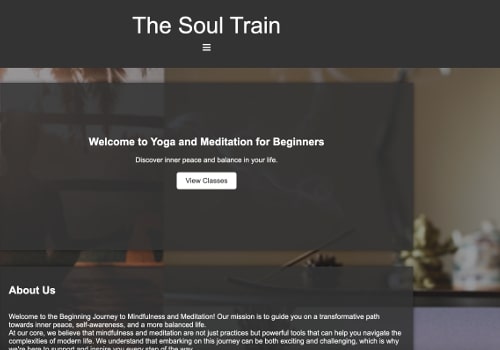 The Soul Train
Welcome to Yoga and Meditation for Beginners
Discover inner peace and balance in your life.
View Classes
About Us
Welcome to the Beginning Journey to Mindfulness and Meditation! Our mission is to guide you on a transformative path
towards inner peace, self-awareness, and a more balanced life.
At our core, we believe that mindfulness and meditation are not just practices but powerful tools that can help you navigate the
complexities of modern life. We understand that embarking on this journey can be both exciting and challenging, which is why
we're here to support and inspire you every step of the way.